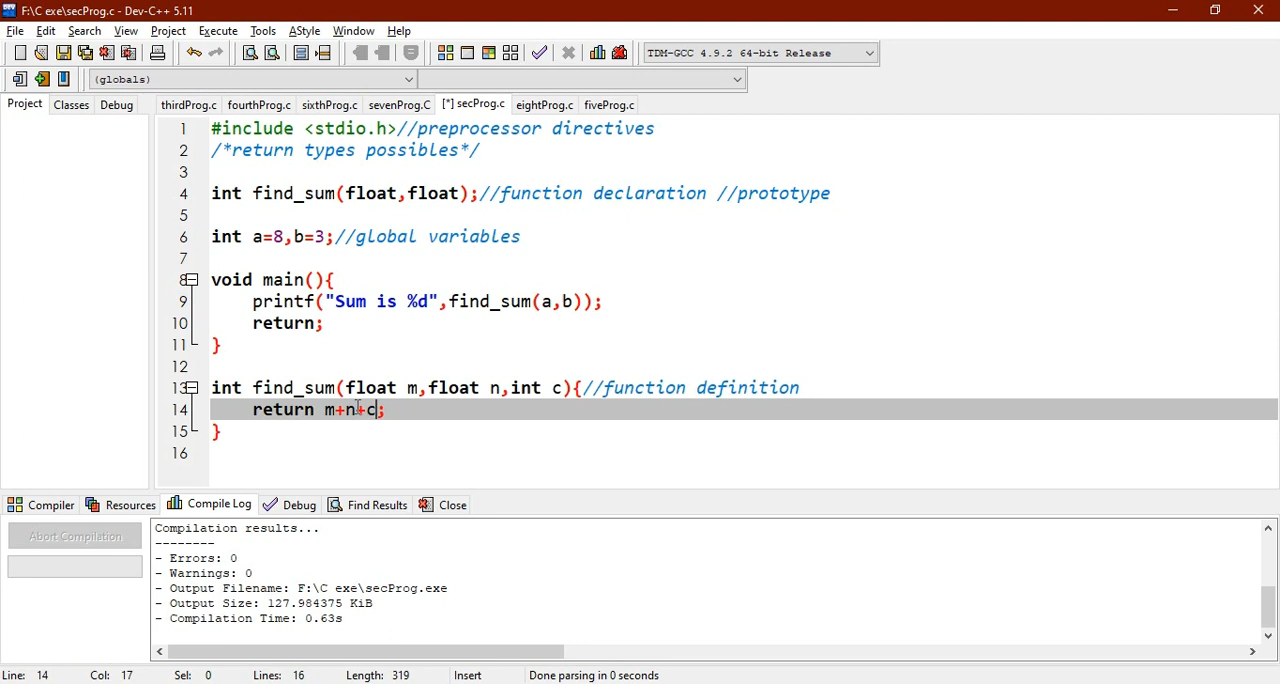 F:\C exe\secProg.c - Dev-C++ 5.11
File Edit Search View Project Execute Tools AStyle Window Help
TDM-GCC 4.9.2 64-bit Release
(globals)
Project Classes Debug
thirdProg.c fourthProg.c sixthProg.c sevenProg.C [*] secProg.c eightProg.c fiveProg.c
1 #include <stdio.h>//preprocessor directives
2 /*return types possibles*/
3
4 int find_sum(float,float);//function declaration //prototype
5
6 int a=8,b=3;//global variables
7
8 void main(){
9 printf("Sum is %d",find_sum(a,b));
10 return;
11 }
12
13 int find_sum(float m,float n,int c){//function definition
14 return m+n+c;
15 }
16
Compiler Resources Compile Log Debug Find Results Close
Abort Compilation
Compilation results...
--------
- Errors: 0
- Warnings: 0
- Output Filename: F:\C exe\secProg.exe
- Output Size: 127.984375 KiB
- Compilation Time: 0.63s
Line: 14 Col: 17 Sel: 0 Lines: 16 Length: 319 Insert Done parsing in 0 seconds